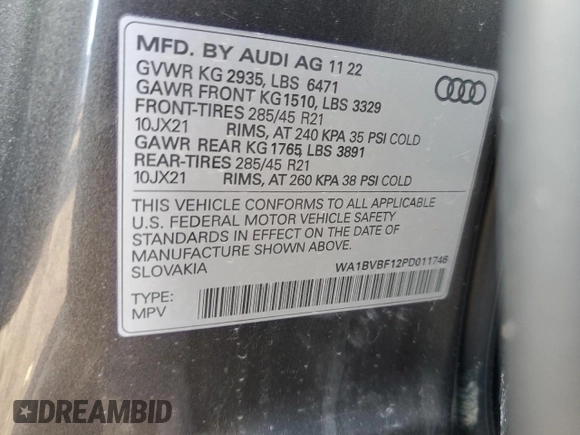 MFD. BY AUDI AG 11 22
GVWR KG 2935, LBS 6471
GAWR FRONT KG1510, LBS 3329
FRONT-TIRES 285/45 R21
10JX21 RIMS, AT 240 KPA 35 PSI COLD
GAWR REAR KG 1765, LBS 3891
REAR-TIRES 285/45 R21
10JX21 RIMS, AT 260 KPA 38 PSI COLD
THIS VEHICLE CONFORMS TO ALL APPLICABLE
U.S. FEDERAL MOTOR VEHICLE SAFETY
STANDARDS IN EFFECT ON THE DATE OF
MANUFACTURE SHOWN ABOVE.
SLOVAKIA WA1BVBF12PD011746
TYPE:
MPV
DREAMBID